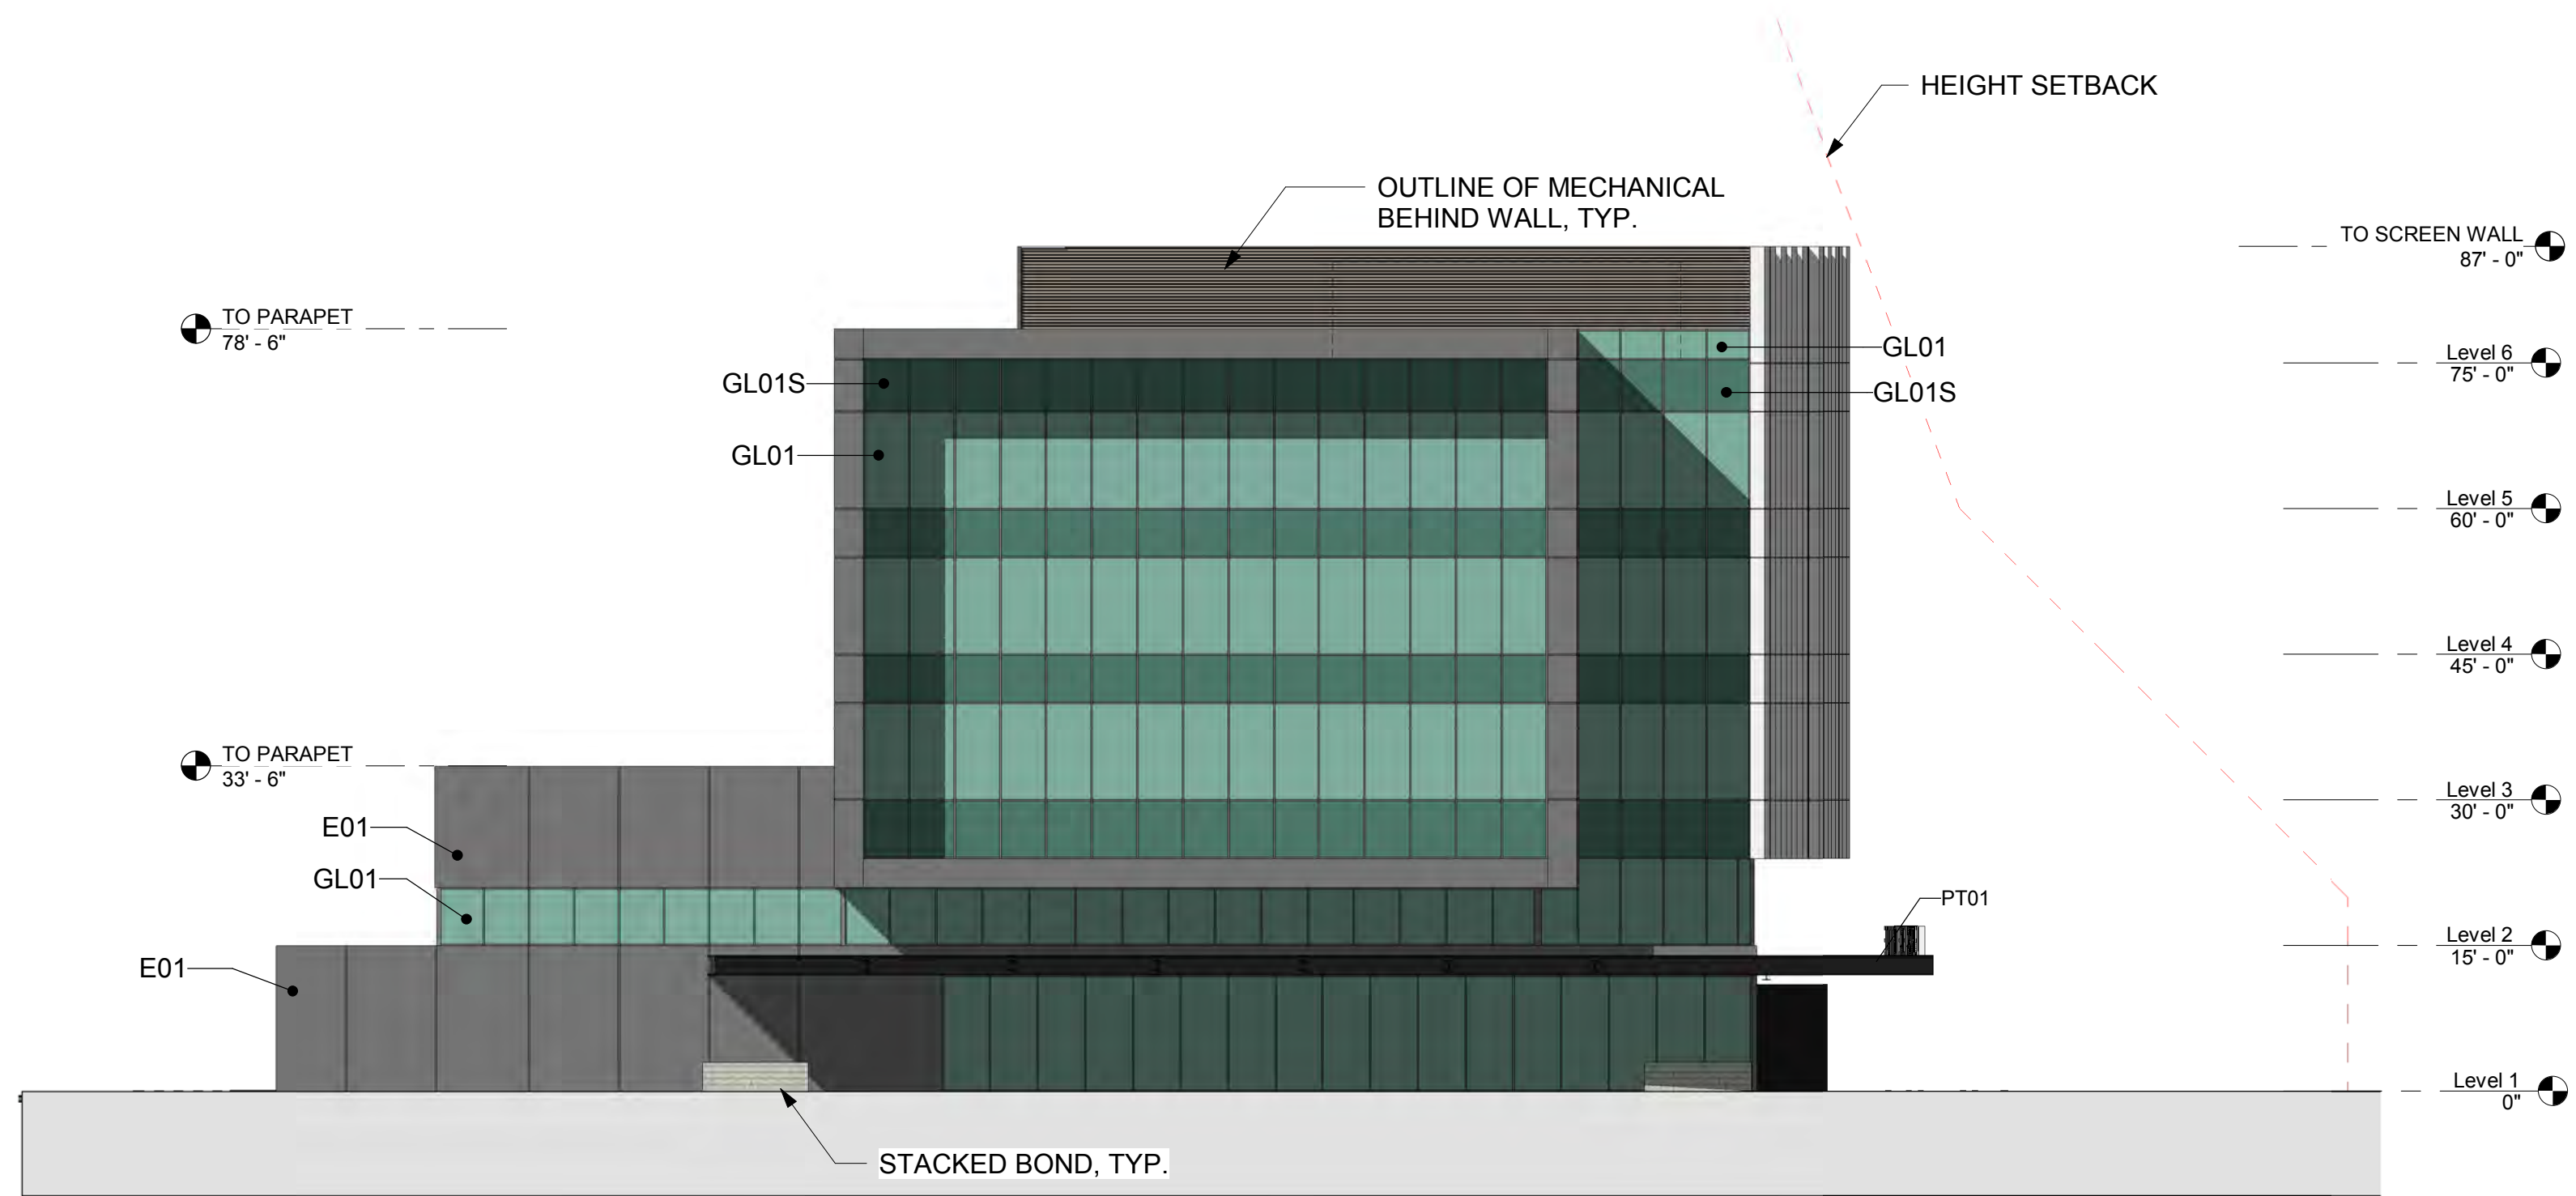 HEIGHT SETBACK
OUTLINE OF MECHANICAL
BEHIND WALL, TYP.
TO SCREEN WALL
87' - 0"
TO PARAPET
78' - 6"
GL01
Level 6
75' - 0"
GL01S
GL01S
GL01
Level 5
60' - 0"
Level 4
45' - 0"
TO PARAPET
33' - 6"
Level 3
30' - 0"
E01
GL01
PT01
Level 2
15' - 0"
E01
Level 1
0"
STACKED BOND, TYP.